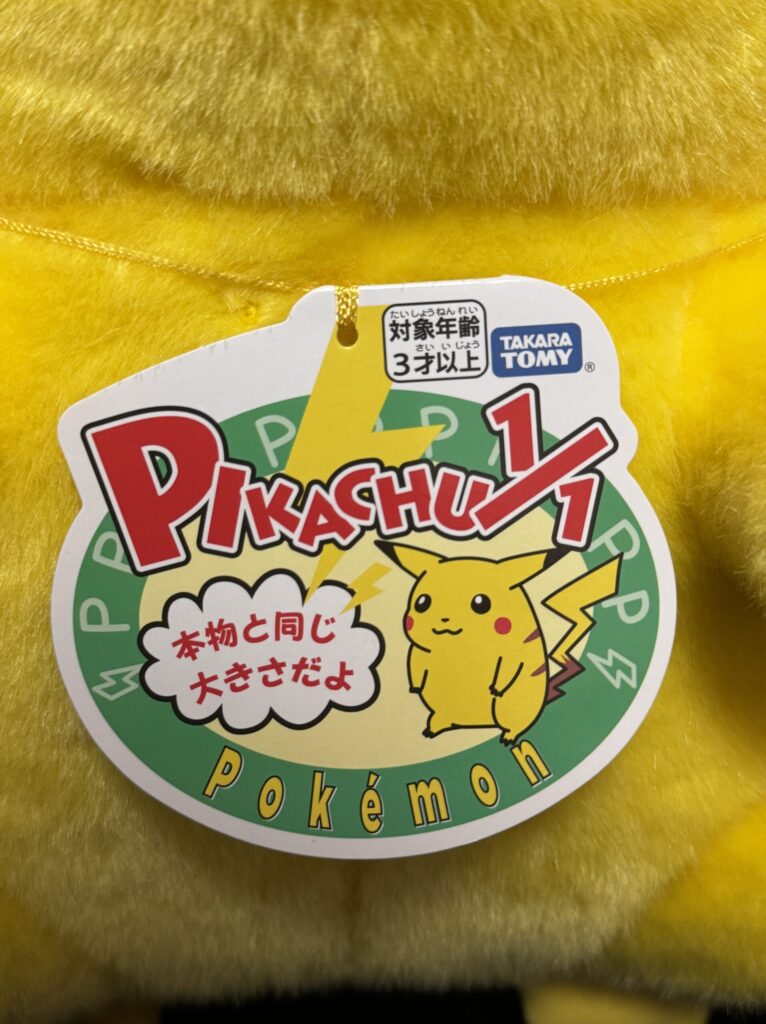 たいしょうねんれい
対象年齢
さいいじょう
3才以上
TAKARA
TOMY
®
PIKACHU 1/1
P P P P P P P P
本物と同じ
大きさだよ
Pokémon